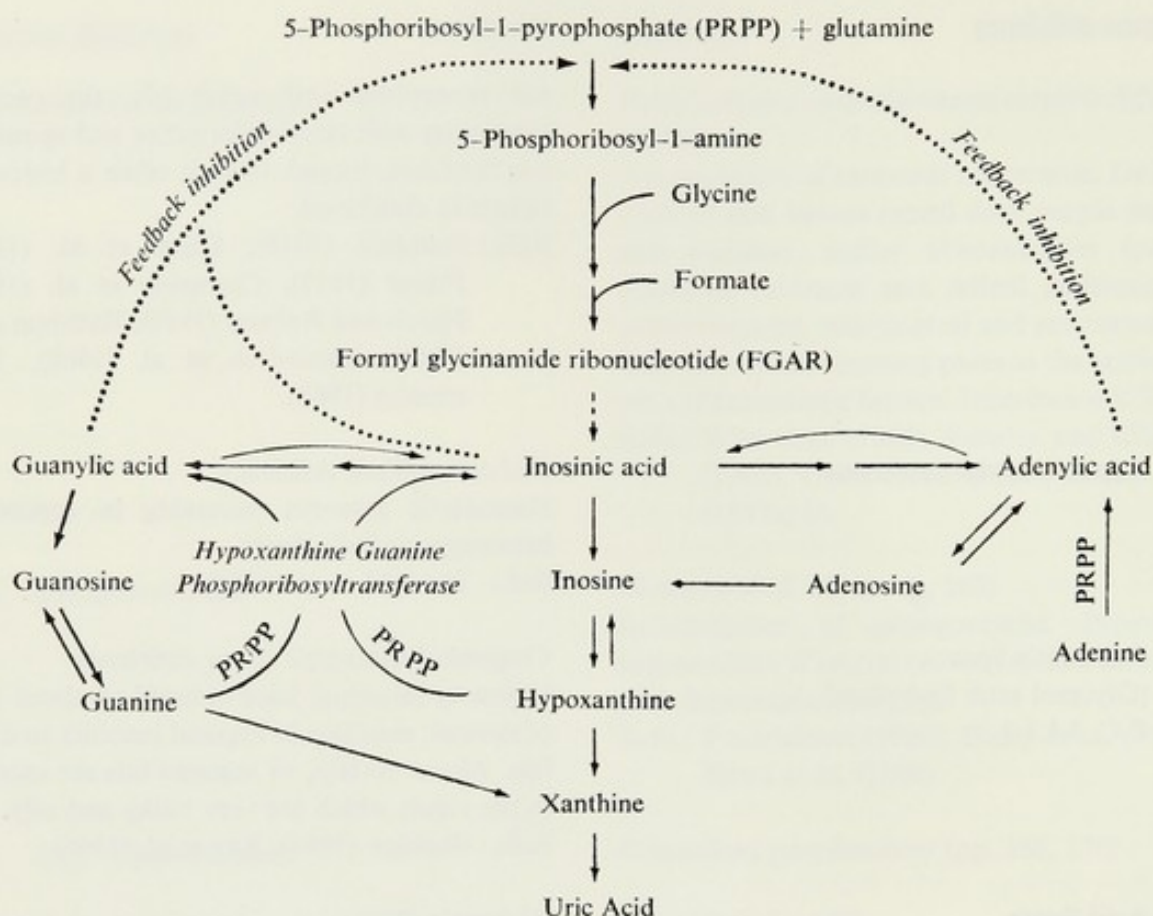 5-Phosphoribosyl-1-pyrophosphate (PRPP) + glutamine
5-Phosphoribosyl-1-amine
Feedback inhibition
Feedback inhibition
Glycine
Formate
Formyl glycinamide ribonucleotide (FGAR)
Guanylic acid
Inosinic acid
Adenylic acid
Hypoxanthine Guanine
Phosphoribosyltransferase
Guanosine
Inosine
Adenosine
PRPP
PRPP
PRPP
Adenine
Guanine
Hypoxanthine
Xanthine
Uric Acid